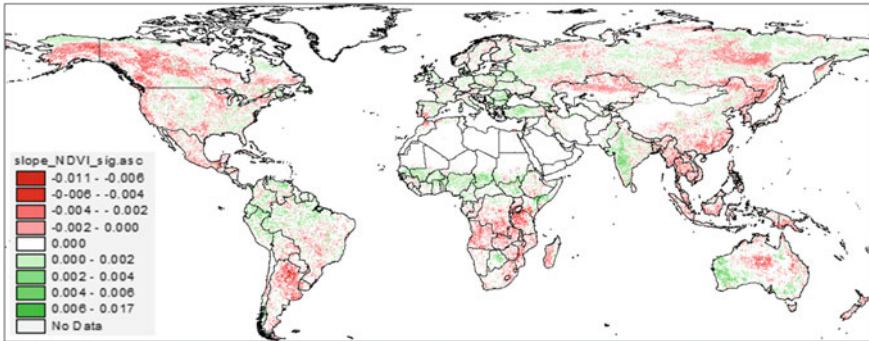 slope_NDVI_sig.asc
-0.011 - -0.006
-0.006 - -0.004
-0.004 - -0.002
-0.002 - 0.000
0.000
0.000 - 0.002
0.002 - 0.004
0.004 - 0.006
0.006 - 0.017
No Data